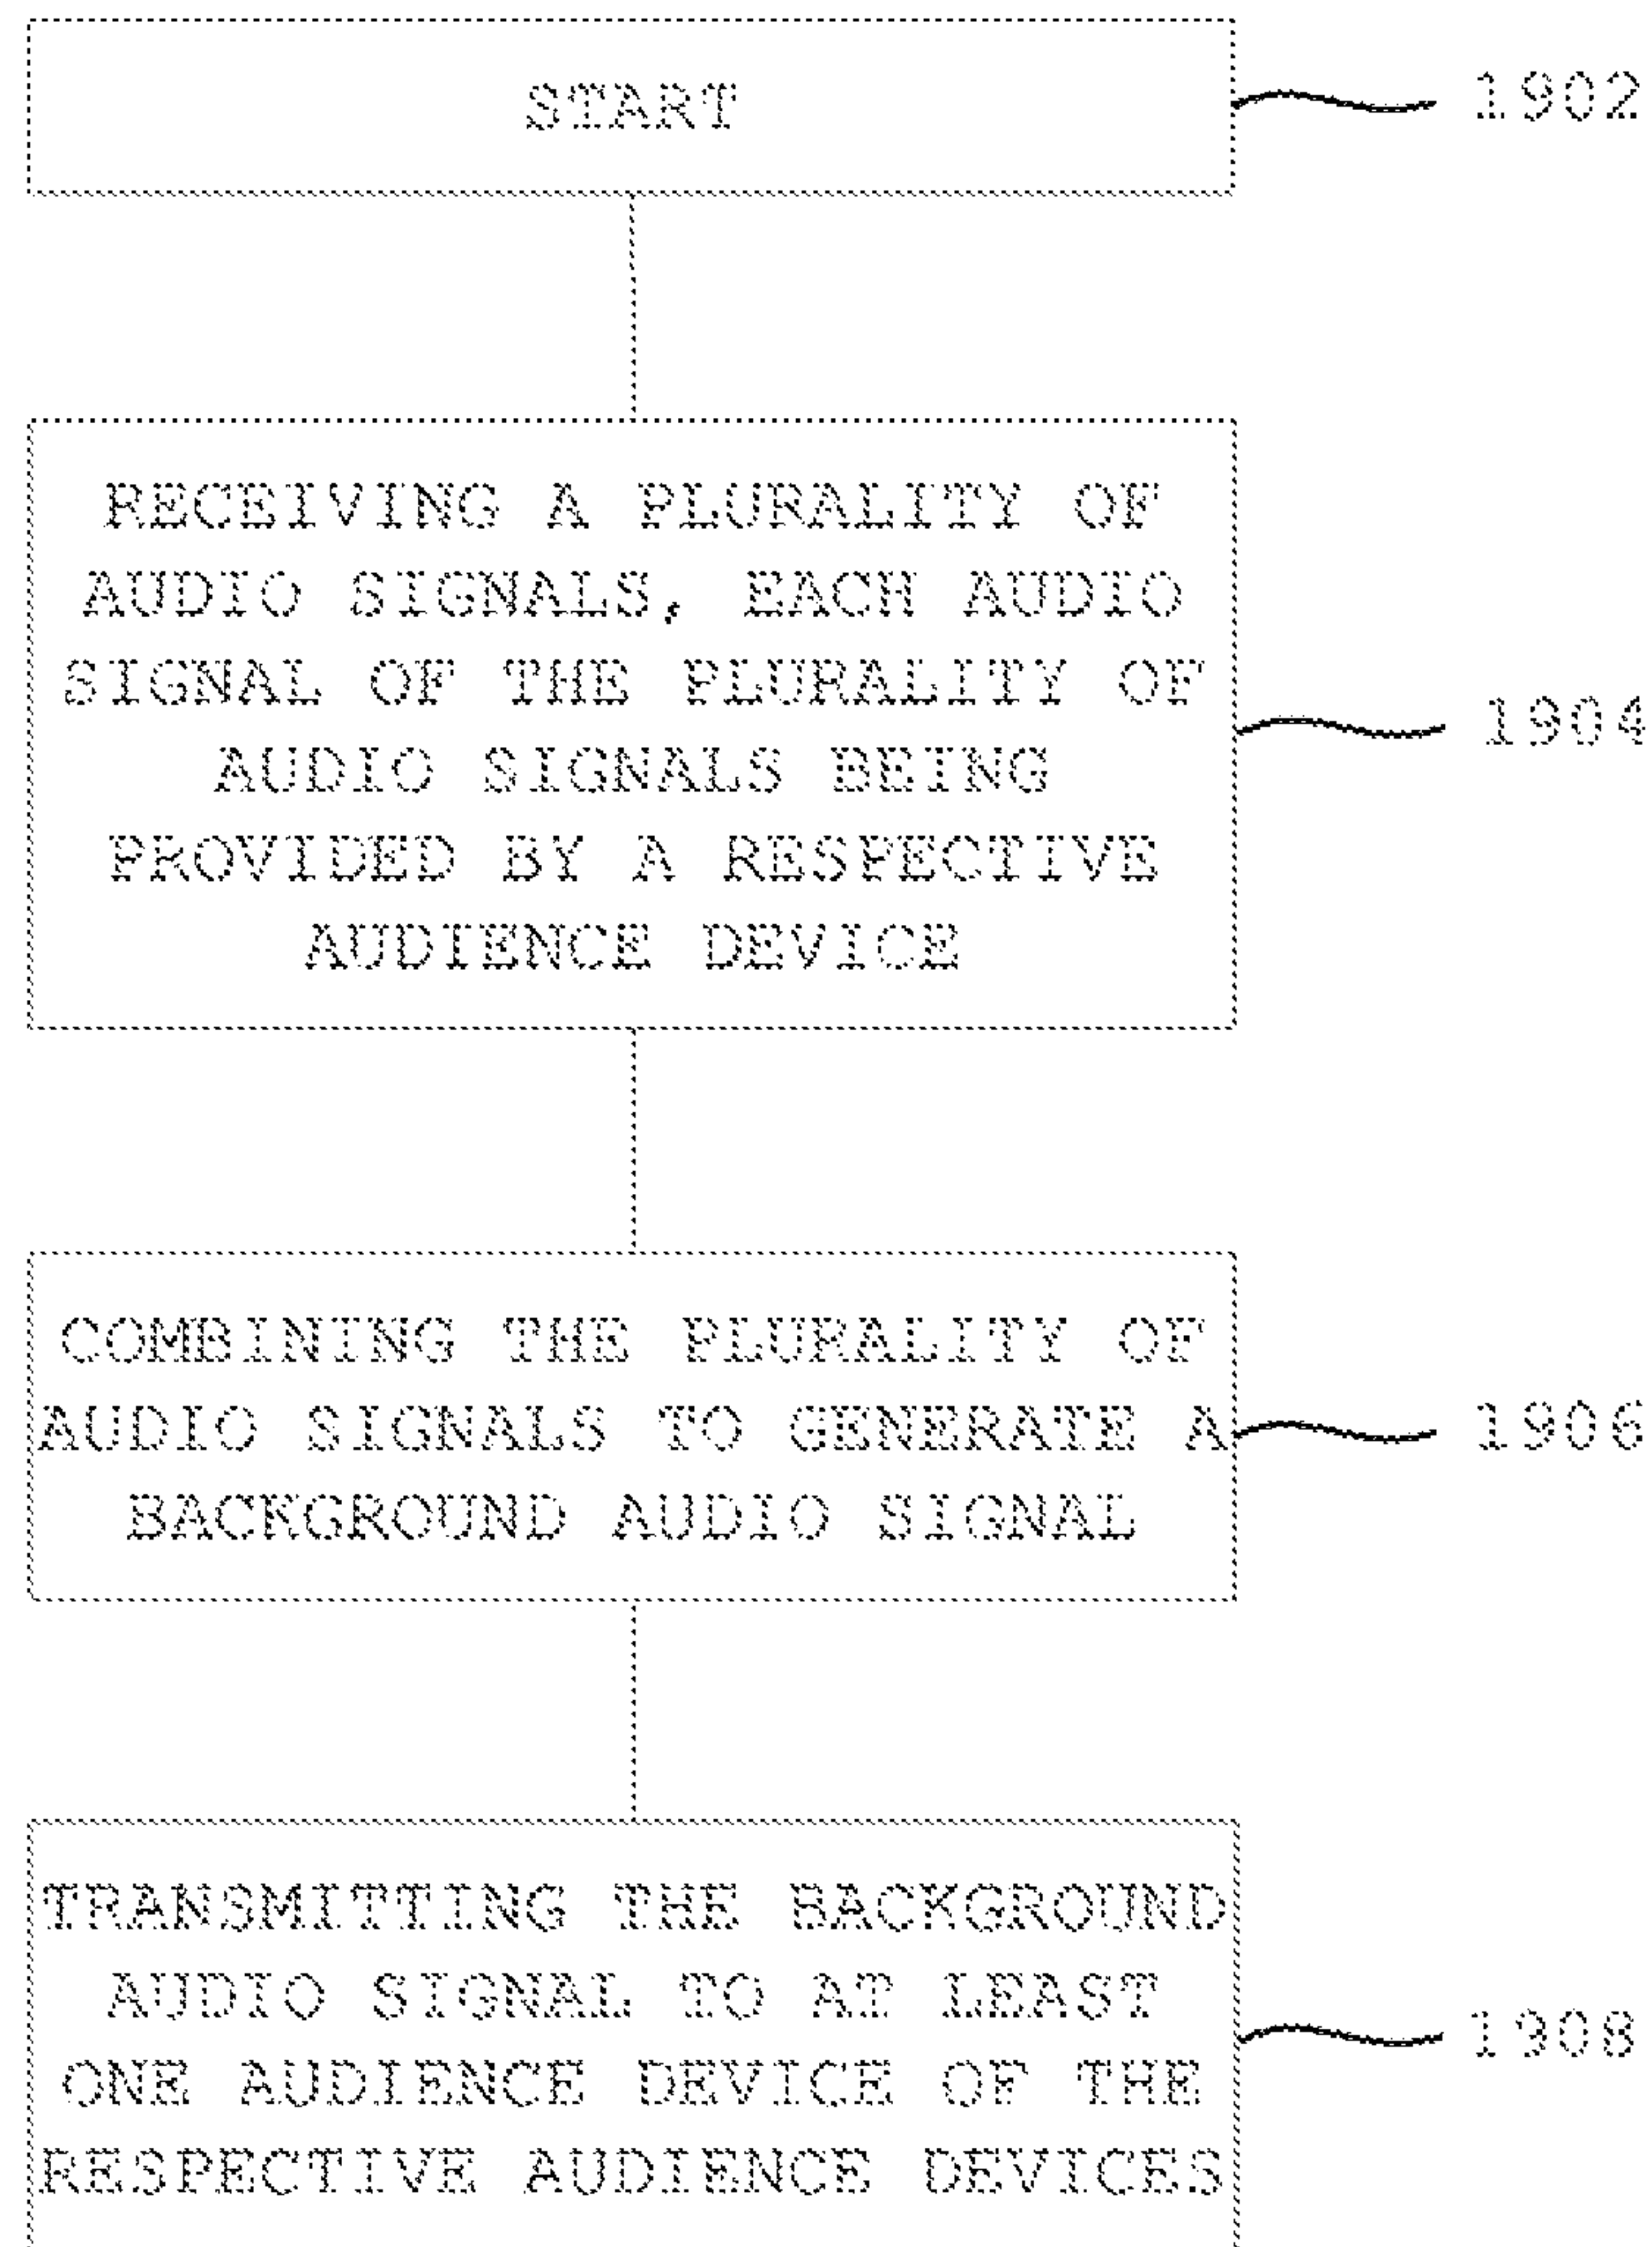 START
1902
RECEIVING A PLURALITY OF
AUDIO SIGNALS, EACH AUDIO
SIGNAL OF THE PLURALITY OF
AUDIO SIGNALS BEING
PROVIDED BY A RESPECTIVE
AUDIENCE DEVICE
1904
COMBINING THE PLURALITY OF
AUDIO SIGNALS TO GENERATE A
BACKGROUND AUDIO SIGNAL
1906
TRANSMITTING THE BACKGROUND
AUDIO SIGNAL TO AT LEAST
ONE AUDIENCE DEVICE OF THE
RESPECTIVE AUDIENCE DEVICES
1908